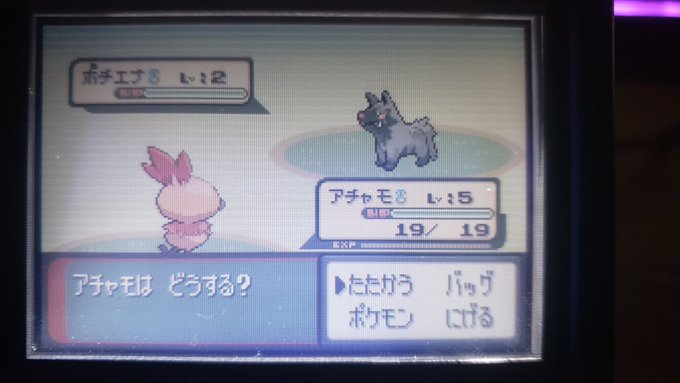 ポチエナ♂ Lv:2
HP
アチャモ♂ Lv:5
HP
19/ 19
EXP
アチャモは どうする?
▶たたかう バッグ
ポケモン にげる